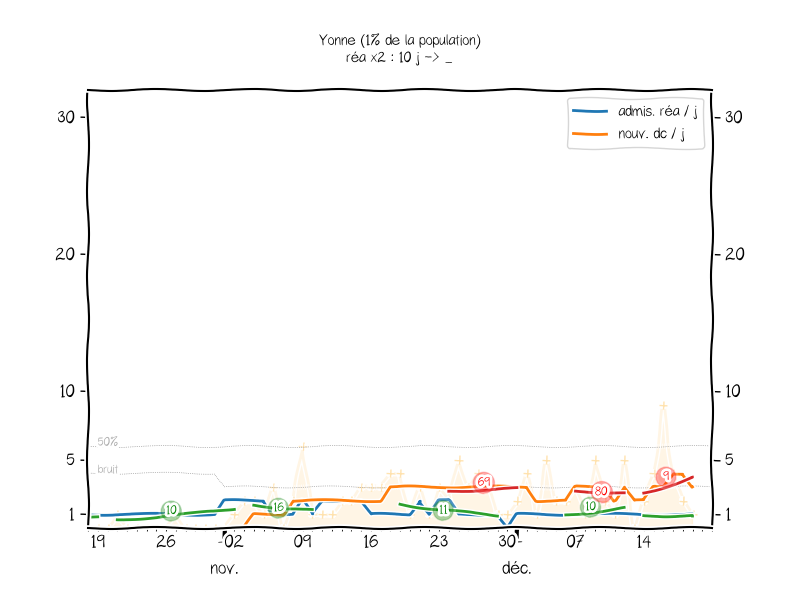 Yonne (1% de la population)
réa x2 : 10 j -> _
admis. réa / j
nouv. dc / j
30 30
20 20
10 10
50%
5 5
bruit
1 1
10 16 11 69 10 80 9
19 26 02 09 16 23 30 07 14
nov. déc.